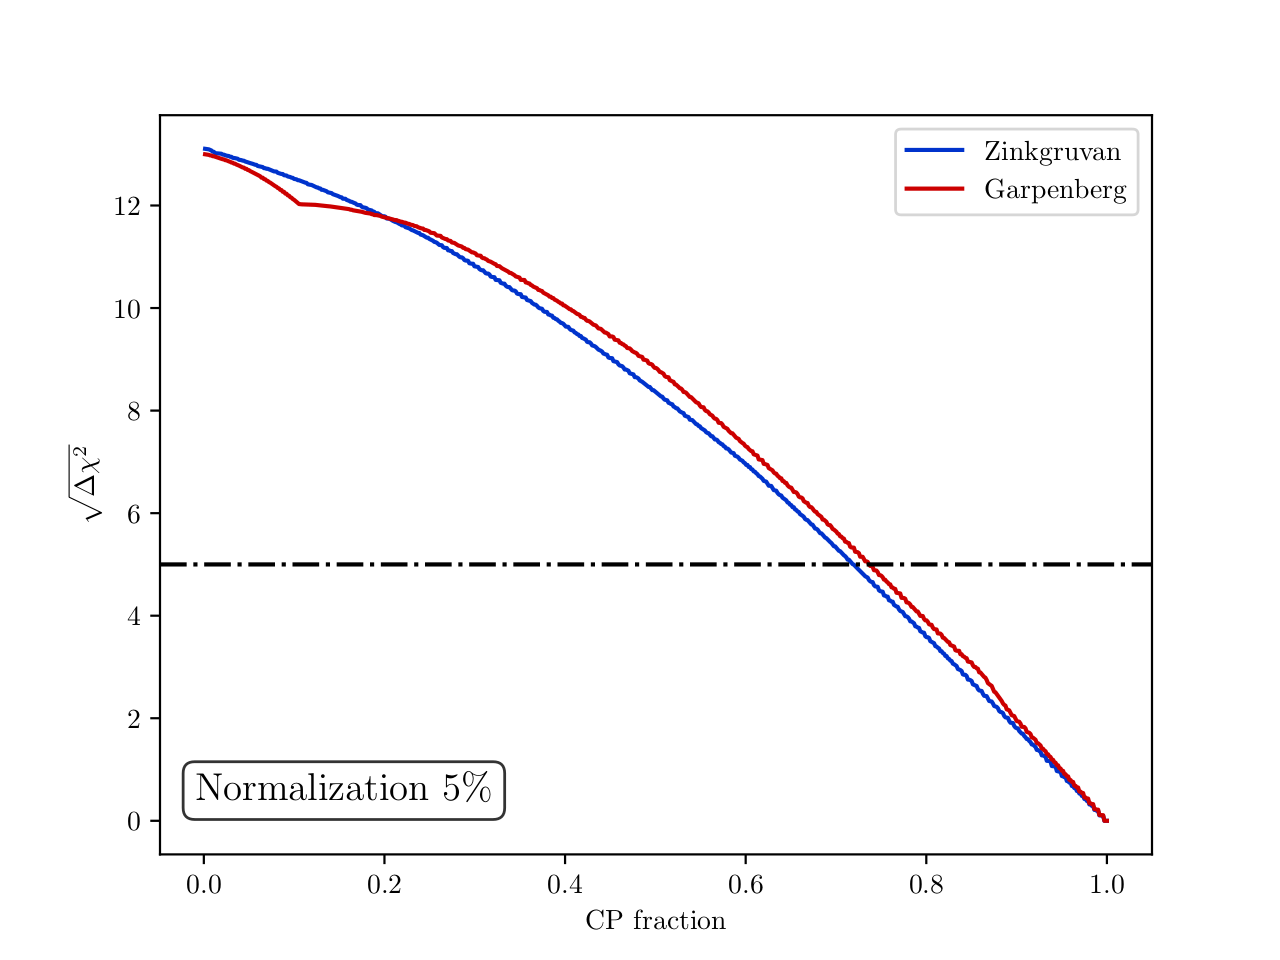 Zinkgruvan
Garpenberg
12
10
8
6
4
2
0
√Δχ²
Normalization 5%
0.0 0.2 0.4 0.6 0.8 1.0
CP fraction